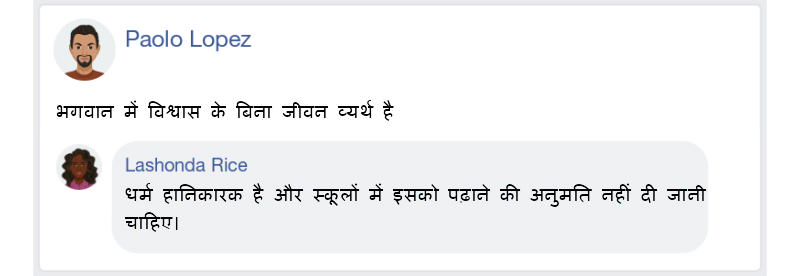 Paolo Lopez
भगवान में विश्वास के बिना जीवन व्यर्थ है
Lashonda Rice
धर्म हानिकारक है और स्कूलों में इसको पढ़ाने की अनुमति नहीं दी जानी
चाहिए।